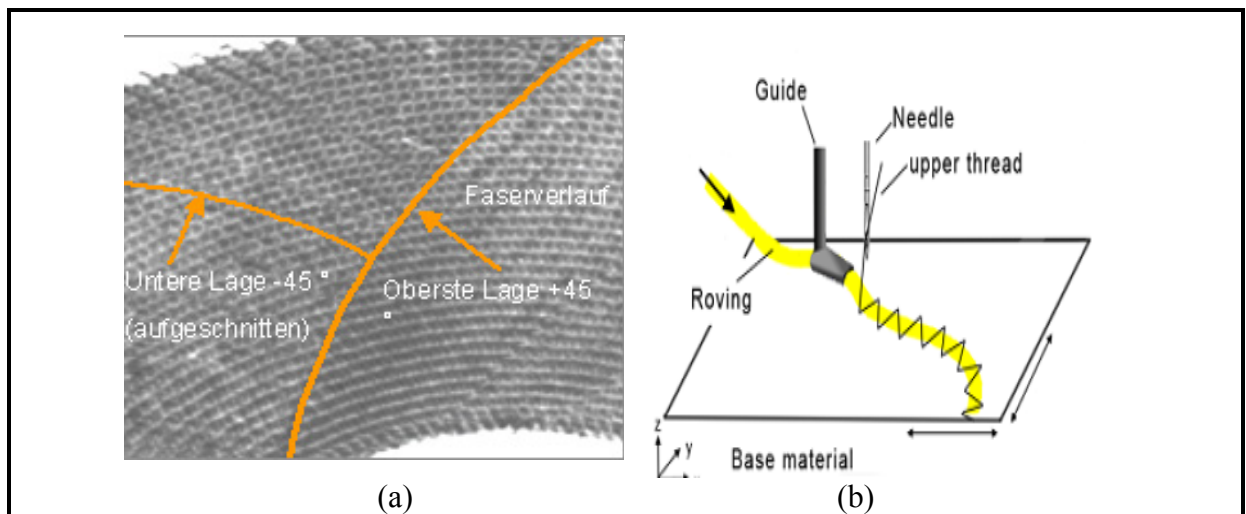 Faserverlauf
Untere Lage -45 °
(aufgeschnitten)
Oberste Lage +45
°
(a)
Guide
Needle
upper thread
Roving
z
y
Base material
(b)